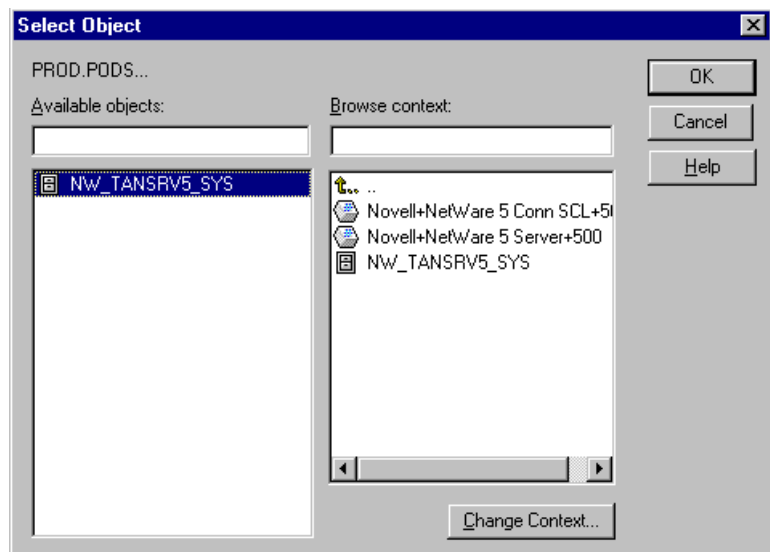 Select Object
PROD.PODS...
Available objects:
Browse context:
NW_TANSRV5_SYS
..
Novell+NetWare 5 Conn SCL+5
Novell+NetWare 5 Server+500
NW_TANSRV5_SYS
OK
Cancel
Help
Change Context...